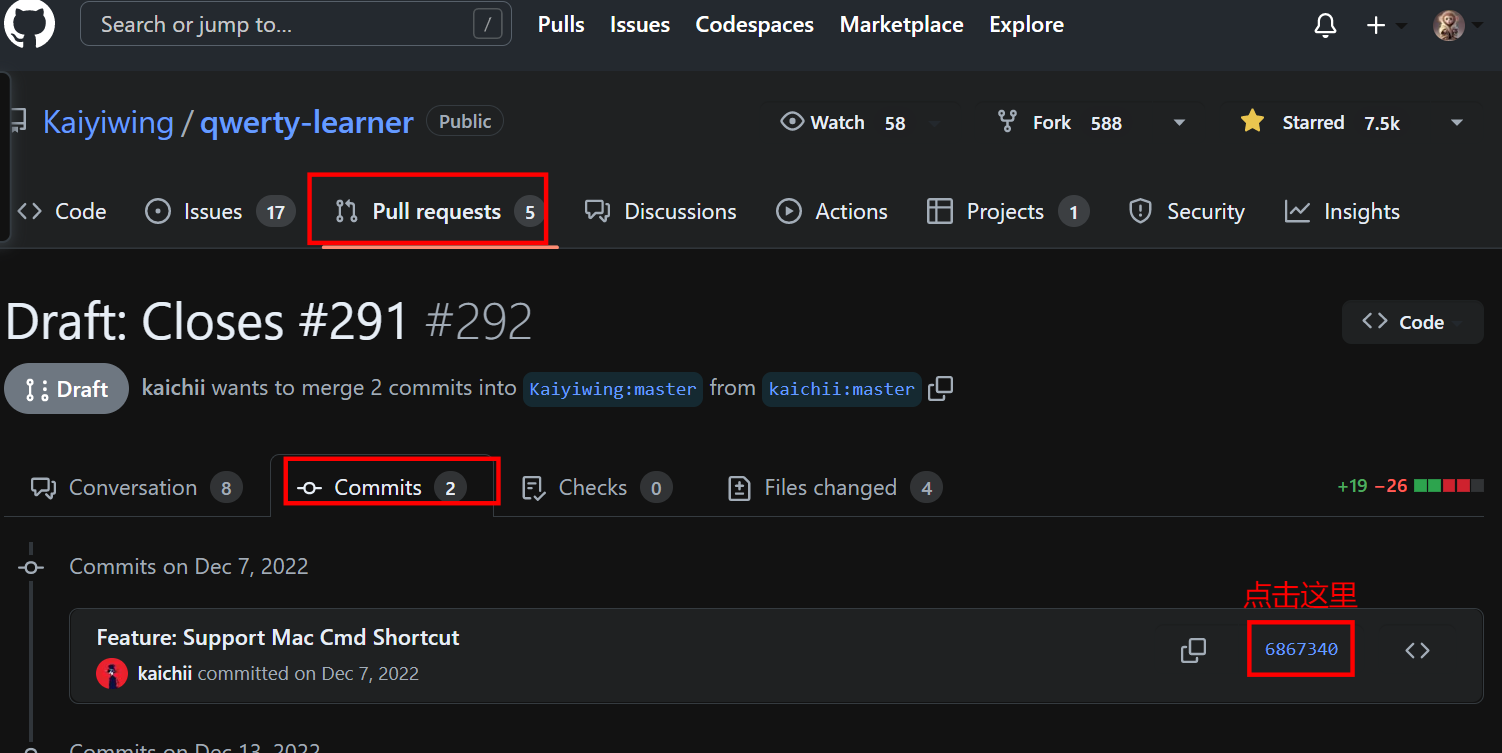 Search or jump to... / Pulls Issues Codespaces Marketplace Explore
Kaiyiwing / qwerty-learner Public Watch 58 Fork 588 Starred 7.5k
Code Issues 17 Pull requests 5 Discussions Actions Projects 1 Security Insights
Draft: Closes #291 #292 Code
Draft kaichii wants to merge 2 commits into Kaiyiwing:master from kaichii:master
Conversation 8 Commits 2 Checks 0 Files changed 4 +19 −26
Commits on Dec 7, 2022
点击这里
Feature: Support Mac Cmd Shortcut 6867340
kaichii committed on Dec 7, 2022
Commits on Dec 13, 2022